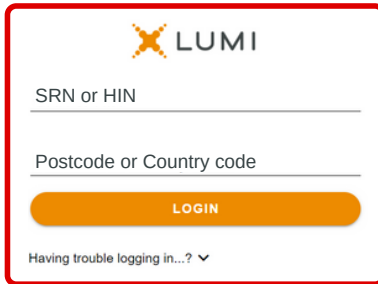 LUMI
SRN or HIN
Postcode or Country code
LOGIN
Having trouble logging in...?